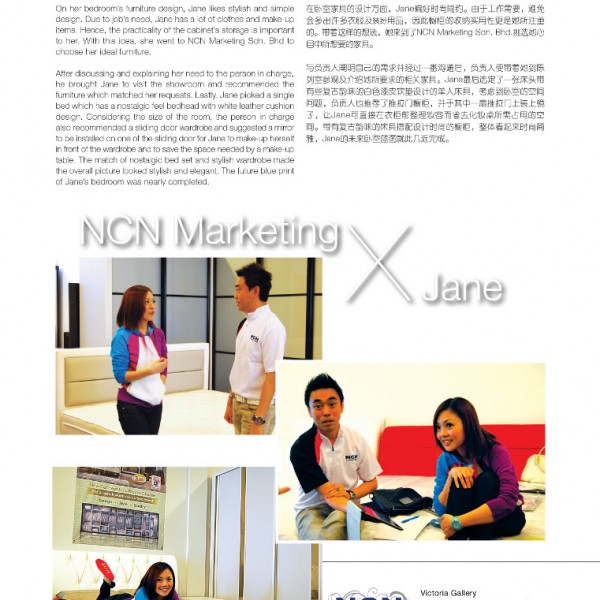 On her bedroom's furniture design, Jane likes stylish and simple
design. Due to job's need, Jane has a lot of clothes and make-up
items. Hence, the practicality of the cabinet's storage is important
to her. With this idea, she went to NCN Marketing Sdn. Bhd to
choose her ideal furniture.
After discussing and explaining her need to the person in charge,
he brought Jane to visit the showroom and recommended the
furniture which matched her requests. Lastly, Jane picked a single
bed which has a nostalgic feel bedhead with white leather cushion
design. Considering the size of the room, the person in charge
also recommended a sliding door wardrobe and suggested a mirror
to be installed on one of the sliding door for Jane to make-up herself
in front of the wardrobe and to save the space needed by a make-up
table. The match of nostalgic bed set and stylish wardrobe made
the overall picture looked stylish and elegant. The future blue print
of Jane's bedroom was nearly completed.
在卧室家具的设计方面，Jane偏好时尚简约。由于工作需要，难免
会多出许多衣服及装扮用品，因此橱柜的收纳实用性更是她所注重
的。带着这样的想法，她来到了NCN Marketing Sdn. Bhd.挑选她心
目中所想要的家具。
与负责人阐明自己的需求并经过一番沟通后，负责人便带着她到陈
列室参观及介绍她所要求的相关家具。Jane最后选定了一张床头带
有些复古韵味的白色漆皮软垫设计的单人床具，考虑到卧室的空间
问题，负责人也推荐了推拉门橱柜，并于其中一扇推拉门上装上镜
子，让Jane可直接在衣柜前整理妆容而省去化妆桌所需占用的空
间。带有复古韵味的床具搭配设计时尚的橱柜，整体看起来时尚高
雅，Jane的未来卧室蓝图就此几近完成。
NCN Marketing
X
Jane
NCN
NCN
NCN
Victoria Gallery